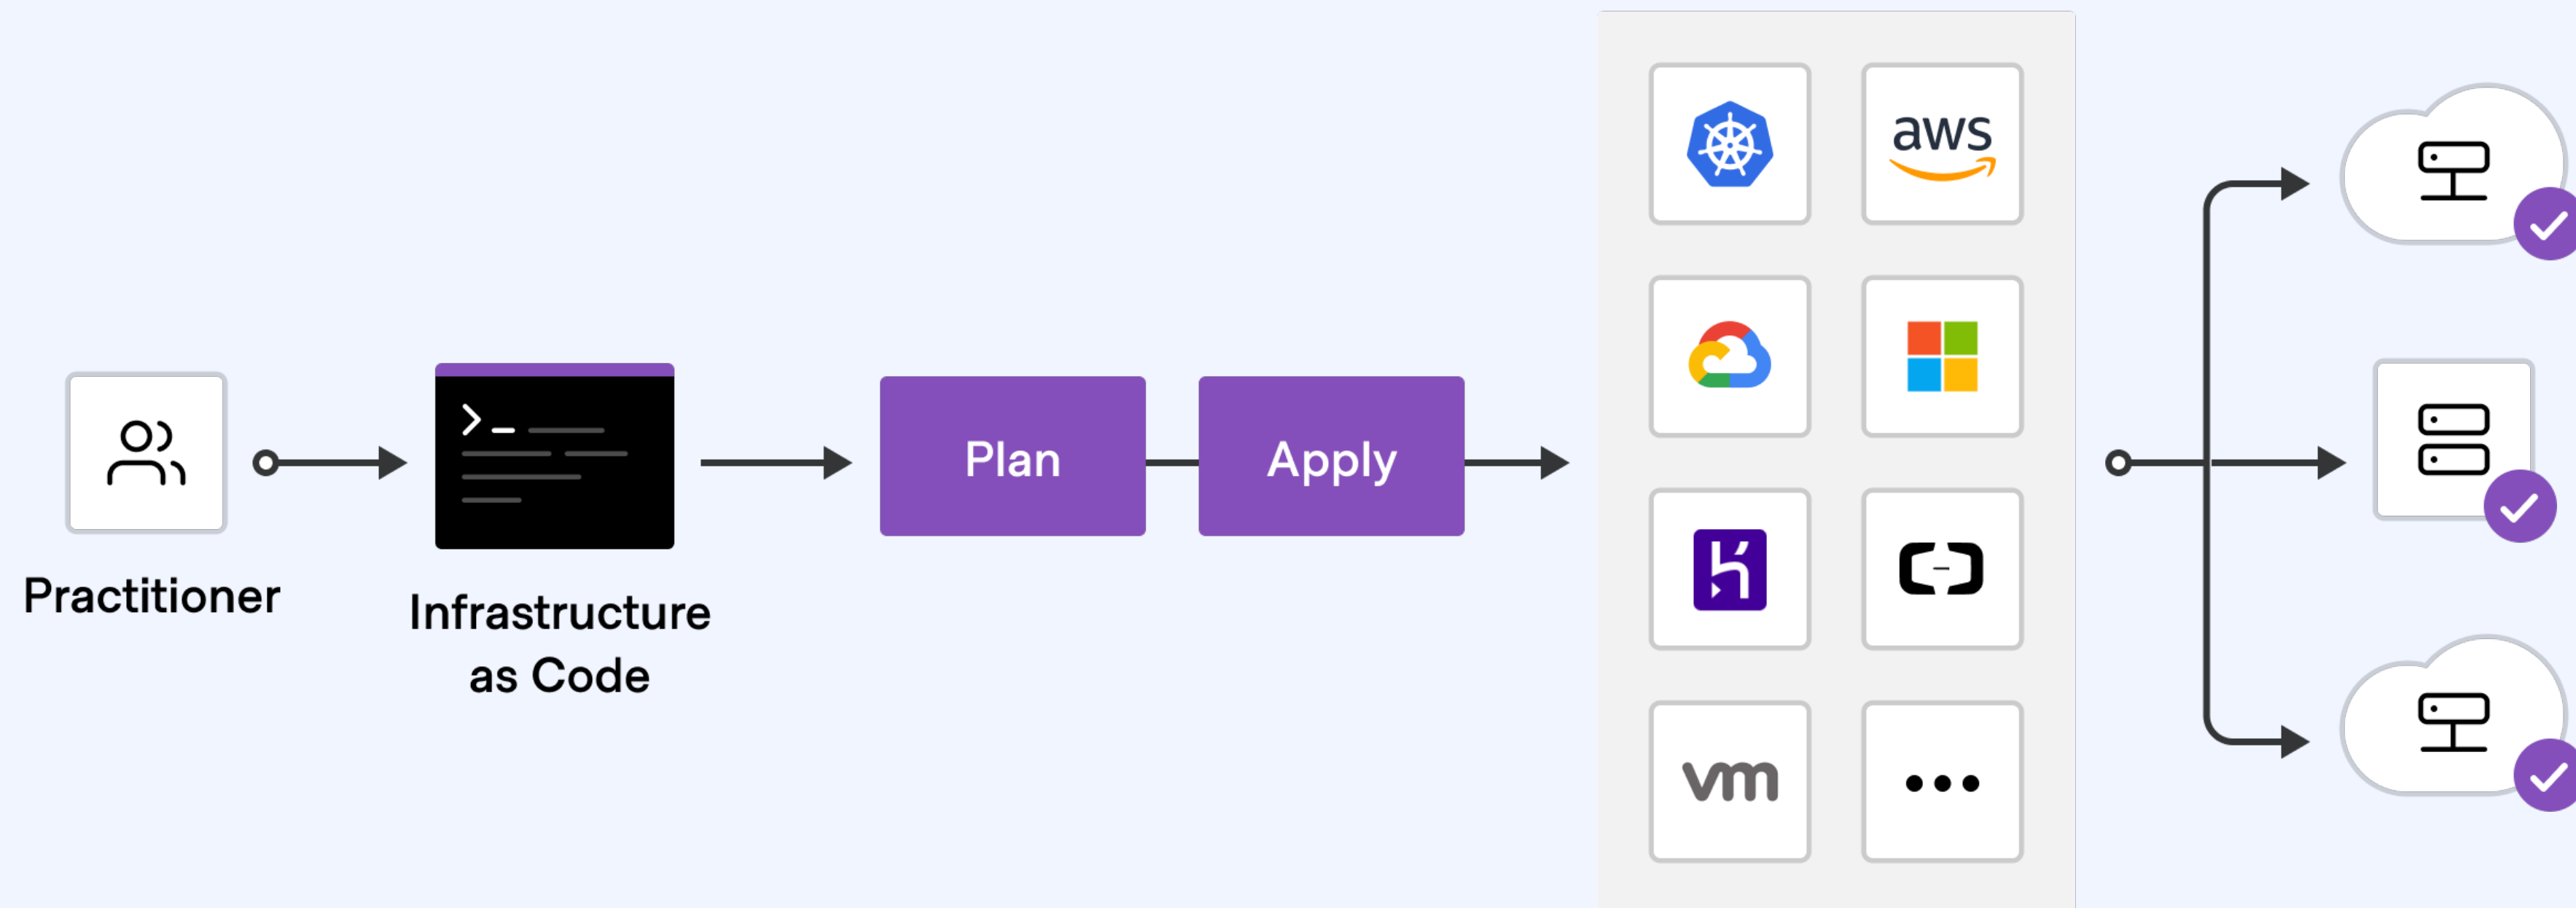 Practitioner
Infrastructure
as Code
Plan
Apply
aws
vm